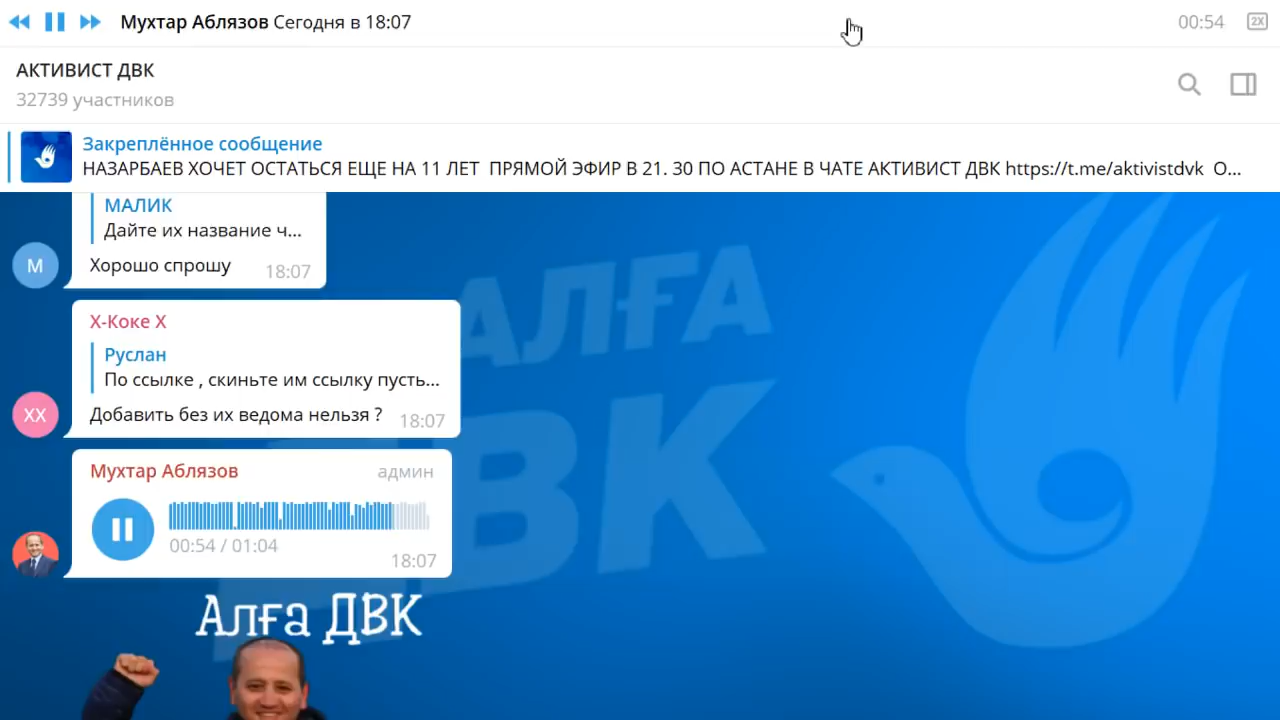 Мухтар Аблязов Сегодня в 18:07
00:54
2X
АКТИВИСТ ДВК
32739 участников
Закреплённое сообщение
НАЗАРБАЕВ ХОЧЕТ ОСТАТЬСЯ ЕЩЕ НА 11 ЛЕТ ПРЯМОЙ ЭФИР В 21. 30 ПО АСТАНЕ В ЧАТЕ АКТИВИСТ ДВК https://t.me/aktivistdvk О...
МАЛИК
Дайте их название ч...
М
Хорошо спрошу 18:07
Х-Коке Х
Руслан
По ссылке , скиньте им ссылку пусть...
ХХ
Добавить без их ведома нельзя ? 18:07
Мухтар Аблязов админ
00:54 / 01:04
18:07
АЛҒА
ДВК
Алға ДВК